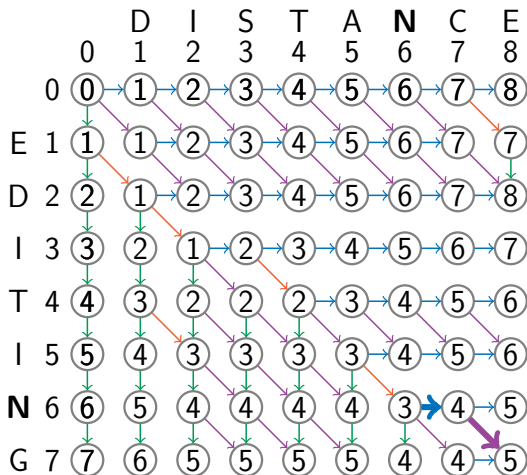 D I S T A N C E
0 1 2 3 4 5 6 7 8
0 0 1 2 3 4 5 6 7 8
E 1 1 1 2 3 4 5 6 7 7
D 2 2 1 2 3 4 5 6 7 8
I 3 3 2 1 2 3 4 5 6 7
T 4 4 3 2 2 2 3 4 5 6
I 5 5 4 3 3 3 3 4 5 6
N 6 6 5 4 4 4 4 3 4 5
G 7 7 6 5 5 5 5 4 4 5